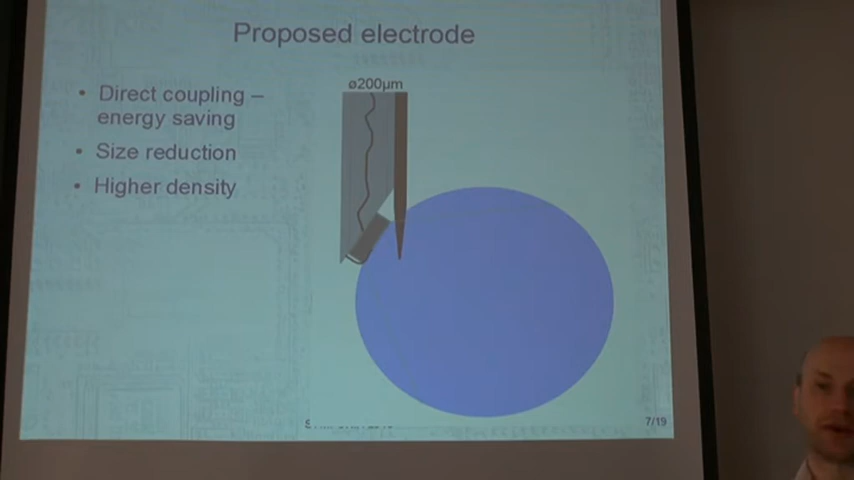 Proposed electrode
• Direct coupling –
energy saving
• Size reduction
• Higher density
ø200µm
7/19